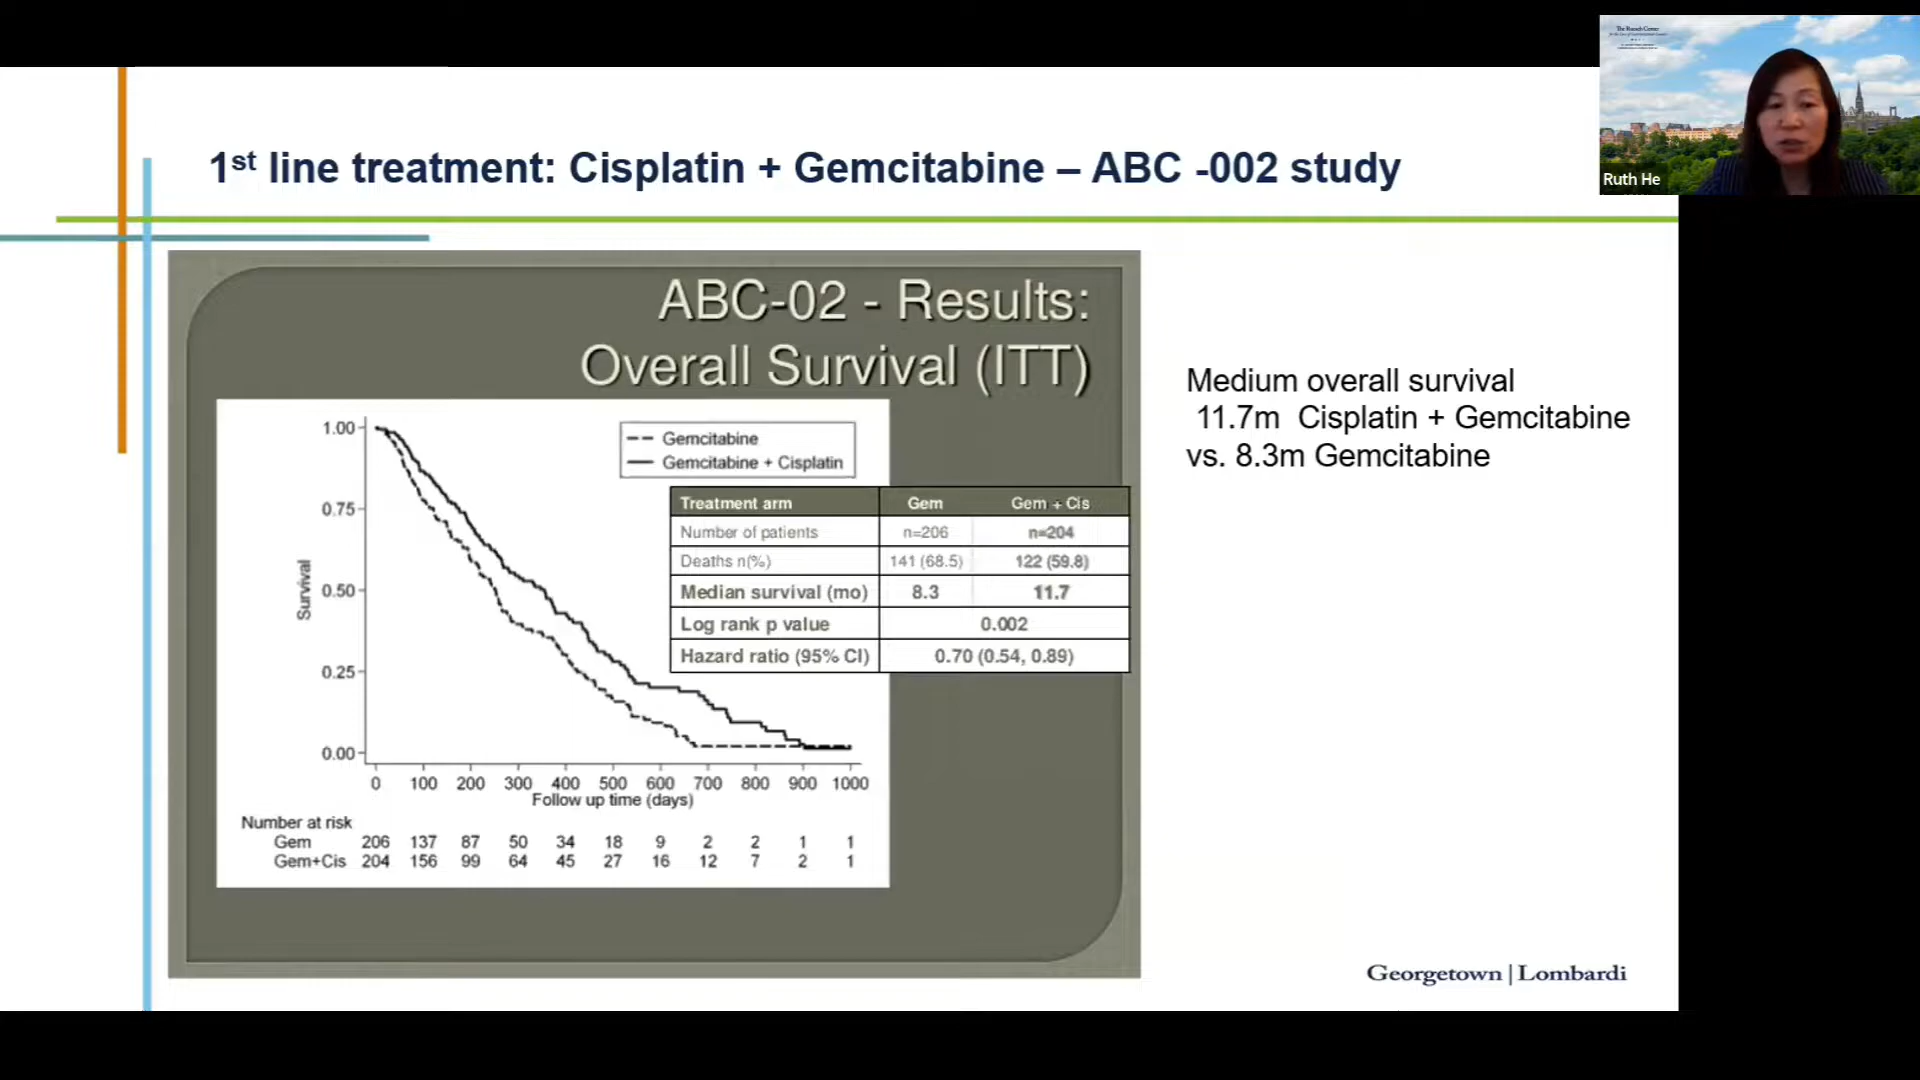 Ruth He
1st line treatment: Cisplatin + Gemcitabine – ABC -002 study
ABC-02 - Results:
Overall Survival (ITT)
Medium overall survival
11.7m Cisplatin + Gemcitabine
vs. 8.3m Gemcitabine
Gemcitabine
Gemcitabine + Cisplatin
Treatment arm Gem Gem + Cis
Number of patients n=206 n=204
Deaths n(%) 141 (68.5) 122 (59.8)
Median survival (mo) 8.3 11.7
Log rank p value 0.002
Hazard ratio (95% CI) 0.70 (0.54, 0.89)
Survival
1.00
0.75
0.50
0.25
0.00
0 100 200 300 400 500 600 700 800 900 1000
Follow up time (days)
Number at risk
Gem 206 137 87 50 34 18 9 2 2 1 1
Gem+Cis 204 156 99 64 45 27 16 12 7 2 1
Georgetown | Lombardi